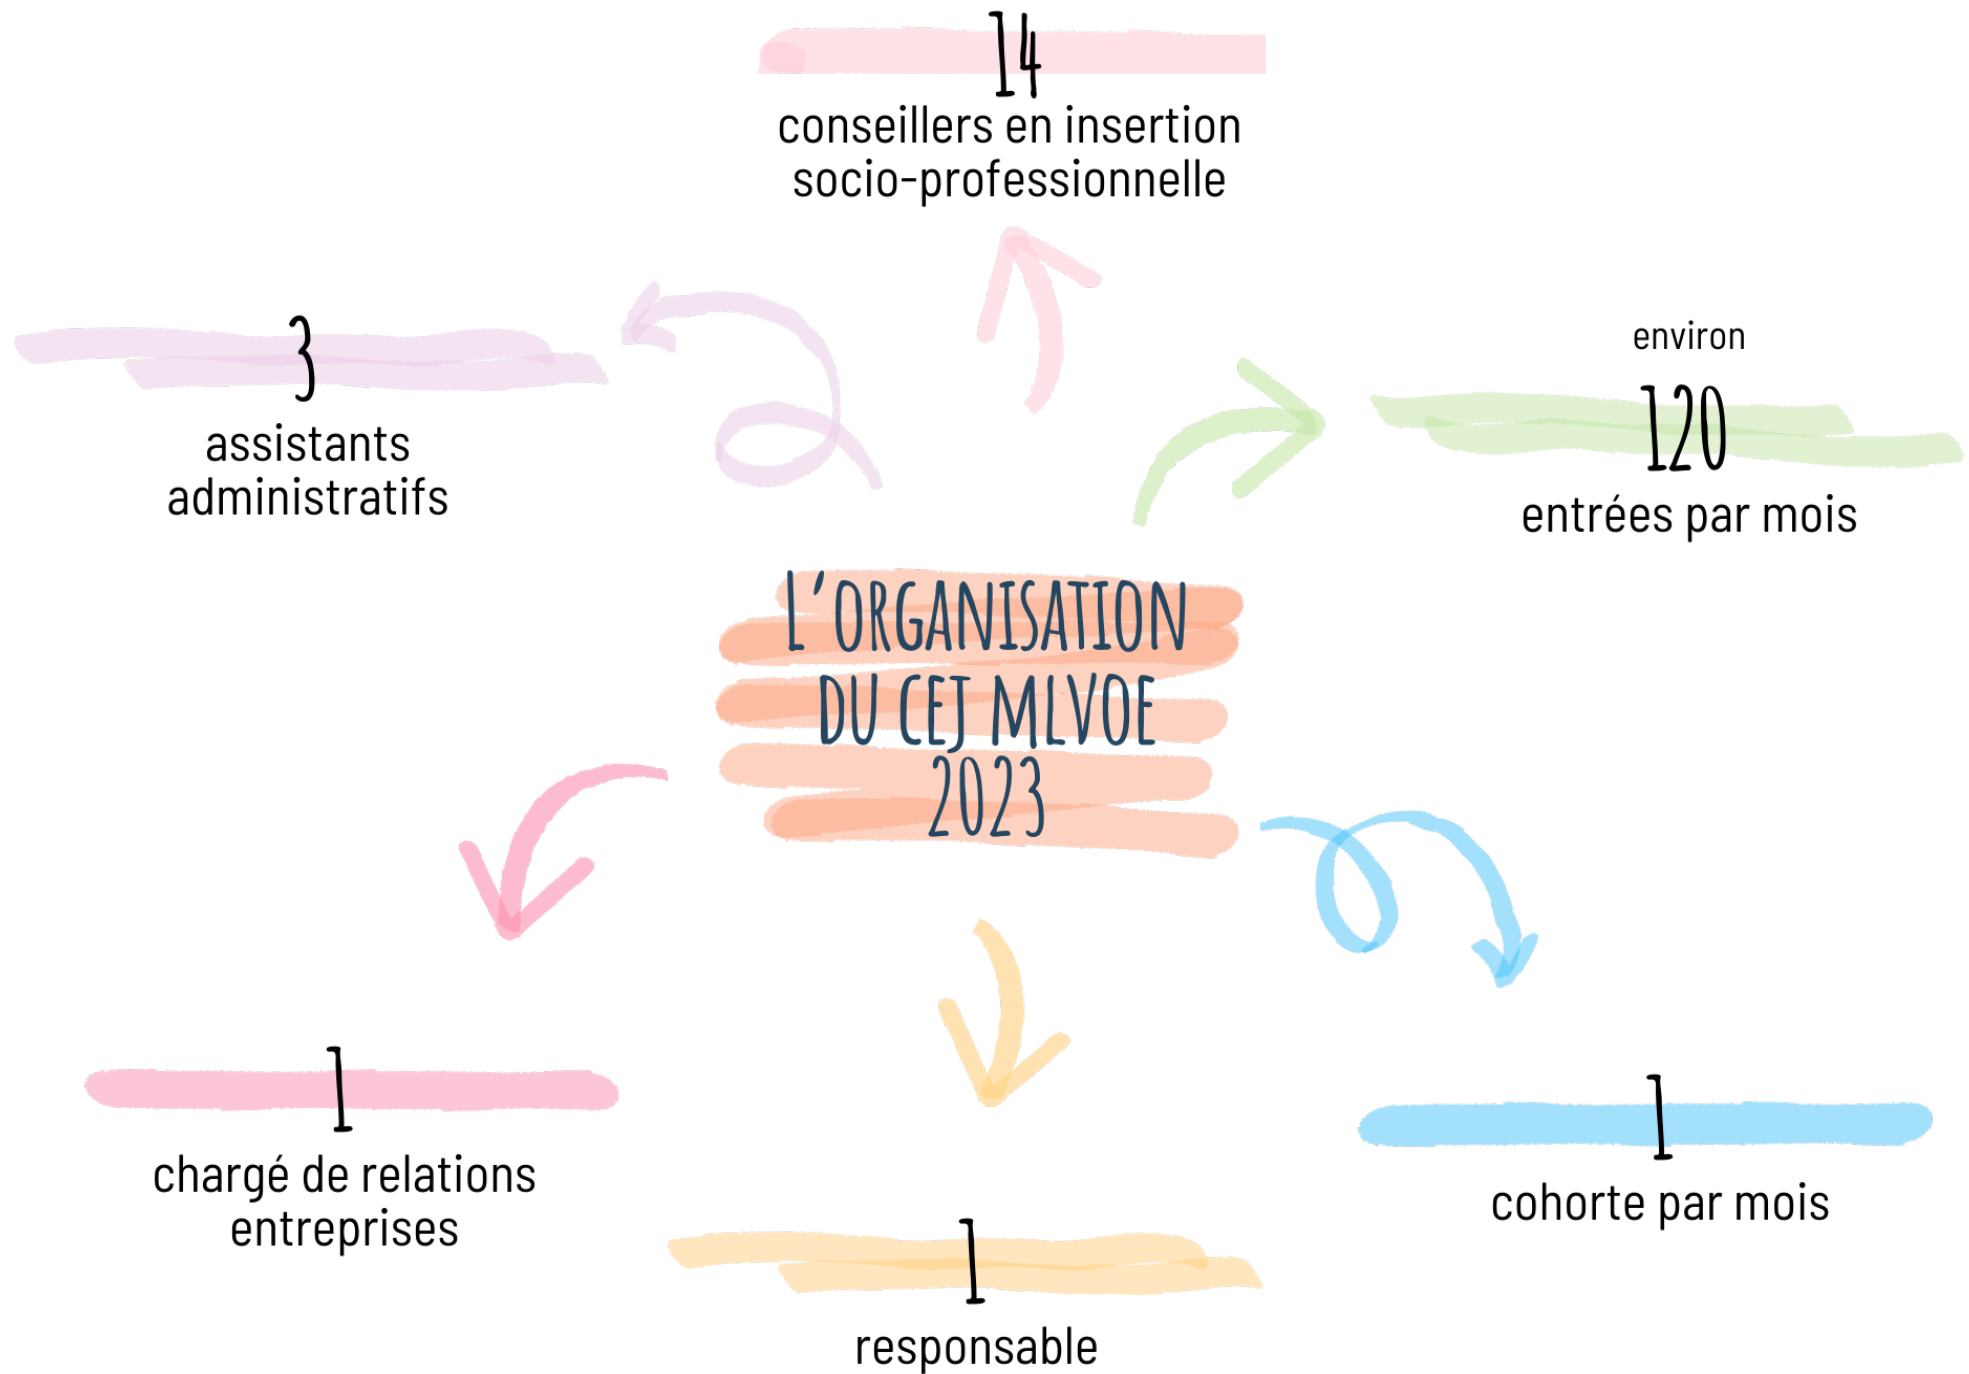 14
conseillers en insertion
socio-professionnelle
3
assistants
administratifs
environ
120
entrées par mois
L'ORGANISATION
DU CEJ MLVOE
2023
1
chargé de relations
entreprises
1
responsable
1
cohorte par mois